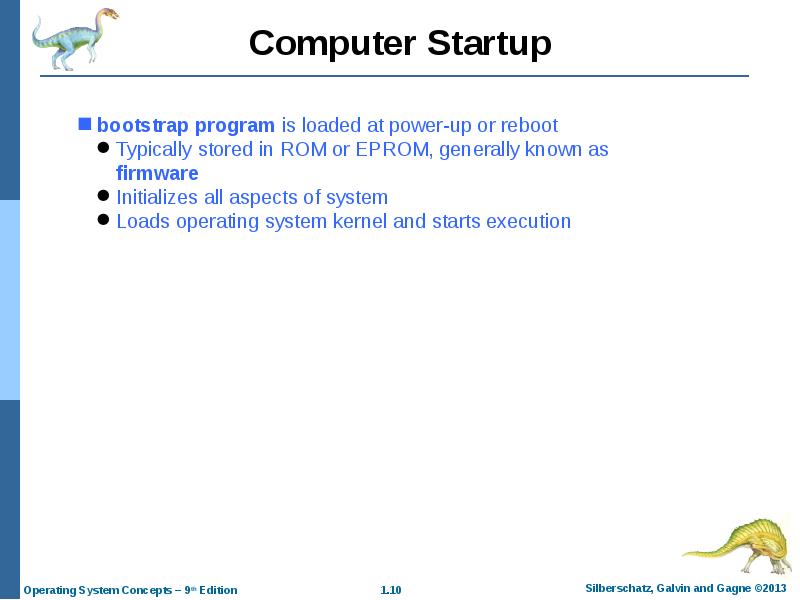 Computer Startup
bootstrap program is loaded at power-up or reboot
Typically stored in ROM or EPROM, generally known as
firmware
Initializes all aspects of system
Loads operating system kernel and starts execution
Operating System Concepts – 9th Edition
1.10
Silberschatz, Galvin and Gagne ©2013